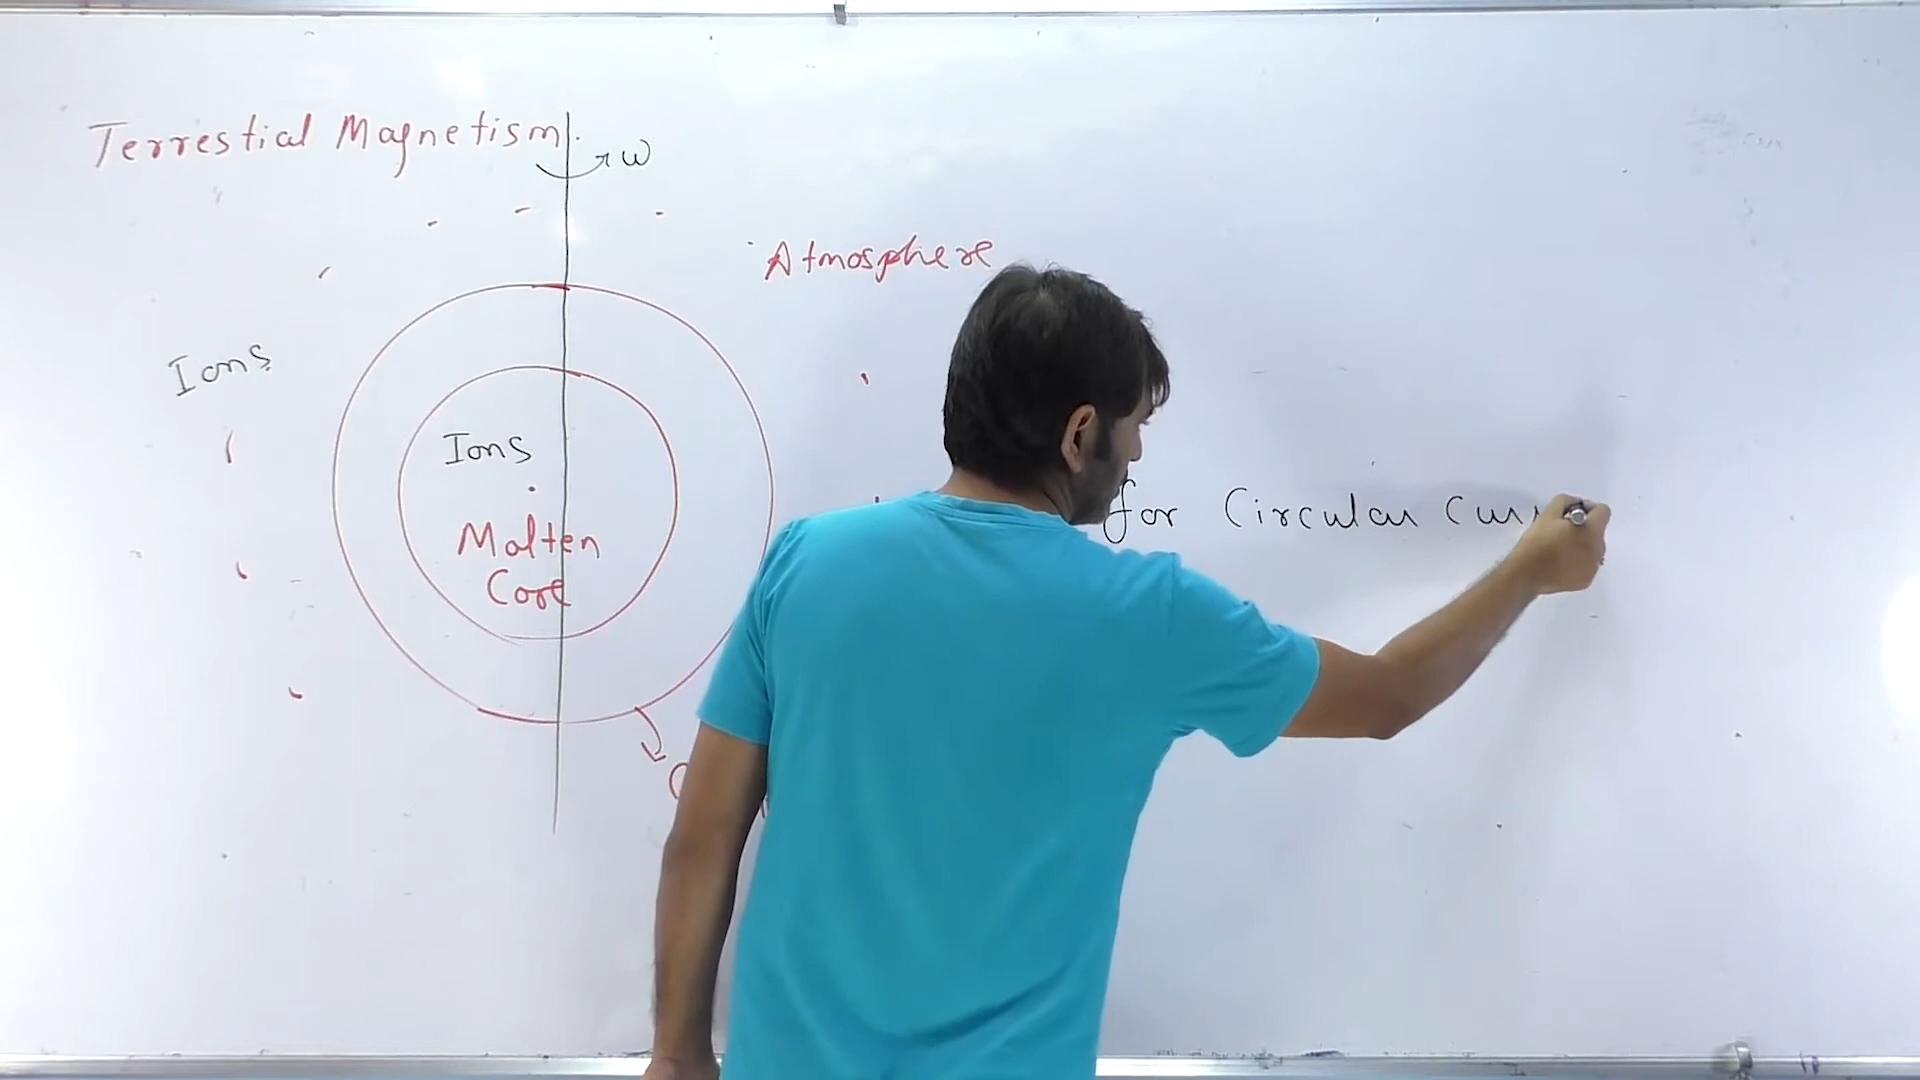 Terrestial Magnetism.
ω
Atmosphere
Ions
Ions
Molten
Core
for Circular